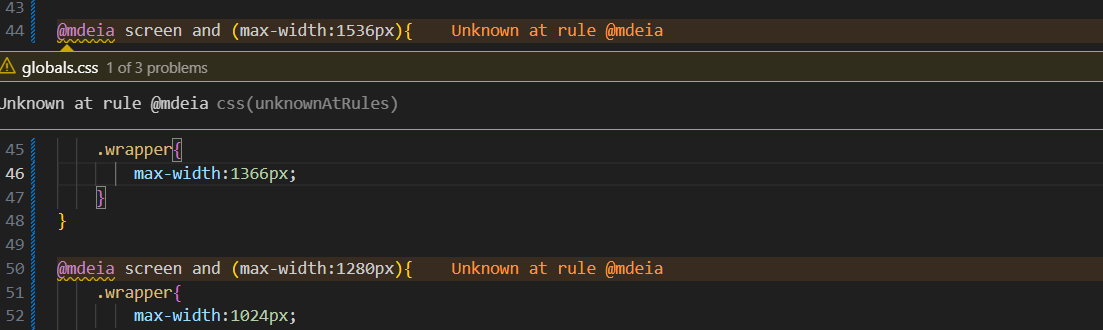 43
44 @mdeia screen and (max-width:1536px){ Unknown at rule @mdeia
globals.css 1 of 3 problems
Unknown at rule @mdeia css(unknownAtRules)
45 .wrapper{
46 max-width:1366px;
47 }
48 }
49
50 @mdeia screen and (max-width:1280px){ Unknown at rule @mdeia
51 .wrapper{
52 max-width:1024px;